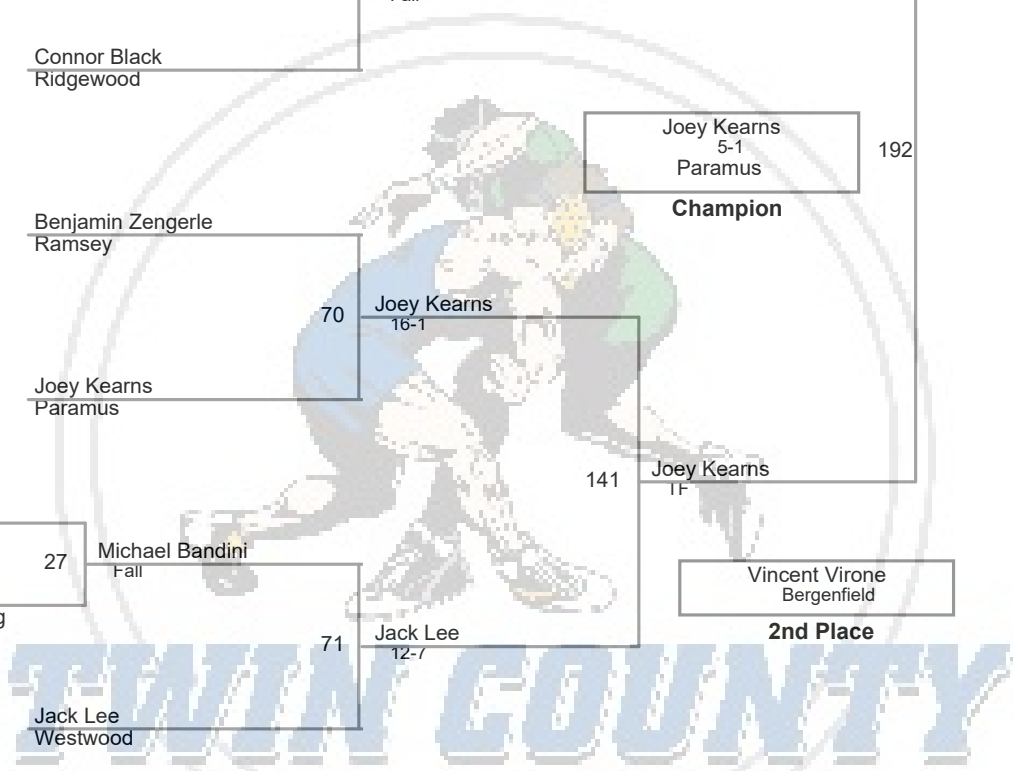 Connor Black
Ridgewood
Joey Kearns
5-1
Paramus
192
Champion
Benjamin Zengerle
Ramsey
70
Joey Kearns
16-1
Joey Kearns
Paramus
141
Joey Kearns
TF
27
Michael Bandini
Fall
Vincent Virone
Bergenfield
2nd Place
g
71
Jack Lee
12-7
Jack Lee
Westwood
TWIN COUNTY